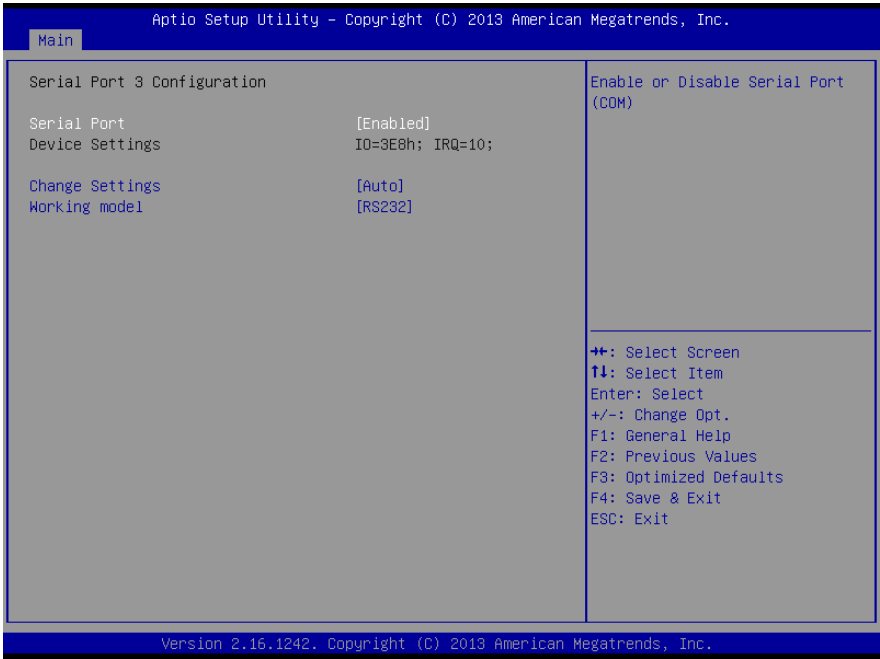 Aptio Setup Utility – Copyright (C) 2013 American Megatrends, Inc.
Main
Serial Port 3 Configuration
Serial Port [Enabled]
Device Settings IO=3E8h; IRQ=10;
Change Settings [Auto]
Working model [RS232]
Enable or Disable Serial Port
(COM)
→←: Select Screen
↑↓: Select Item
Enter: Select
+/-: Change Opt.
F1: General Help
F2: Previous Values
F3: Optimized Defaults
F4: Save & Exit
ESC: Exit
Version 2.16.1242. Copyright (C) 2013 American Megatrends, Inc.